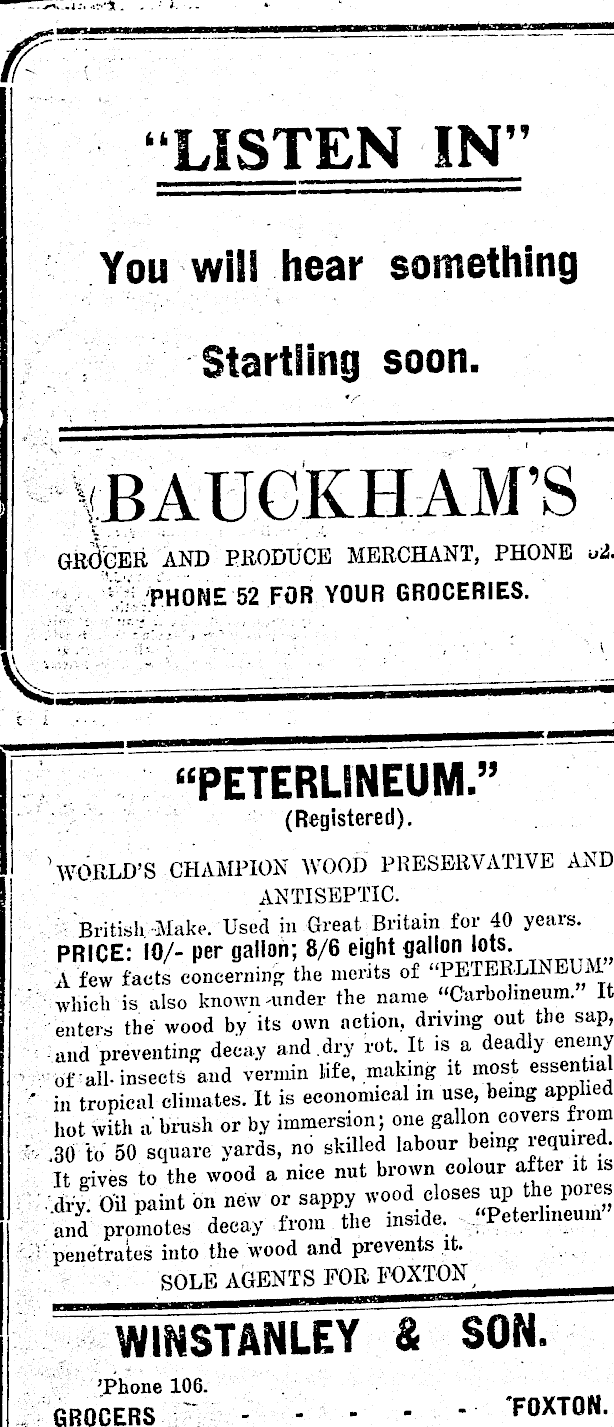 “LISTEN IN”
You will hear something
Startling soon.
BAUCKHAM'S
GROCER AND PRODUCE MERCHANT, PHONE 52.
PHONE 52 FOR YOUR GROCERIES.
“PETERLINEUM.”
(Registered).
WORLD'S CHAMPION WOOD PRESERVATIVE AND
ANTISEPTIC.
British Make. Used in Great Britain for 40 years.
PRICE: 10/- per gallon; 8/6 eight gallon lots.
A few facts concerning the merits of “PETERLINEUM”
which is also known under the name “Carbolineum.” It
enters the wood by its own action, driving out the sap,
and preventing decay and dry rot. It is a deadly enemy
of all insects and vermin life, making it most essential
in tropical climates. It is economical in use, being applied
hot with a brush or by immersion; one gallon covers from
30 to 50 square yards, no skilled labour being required.
It gives to the wood a nice nut brown colour after it is
dry. Oil paint on new or sappy wood closes up the pores
and promotes decay from the inside. “Peterlineum”
penetrates into the wood and prevents it.
SOLE AGENTS FOR FOXTON
WINSTANLEY & SON.
'Phone 106.
GROCERS - - - - - FOXTON.